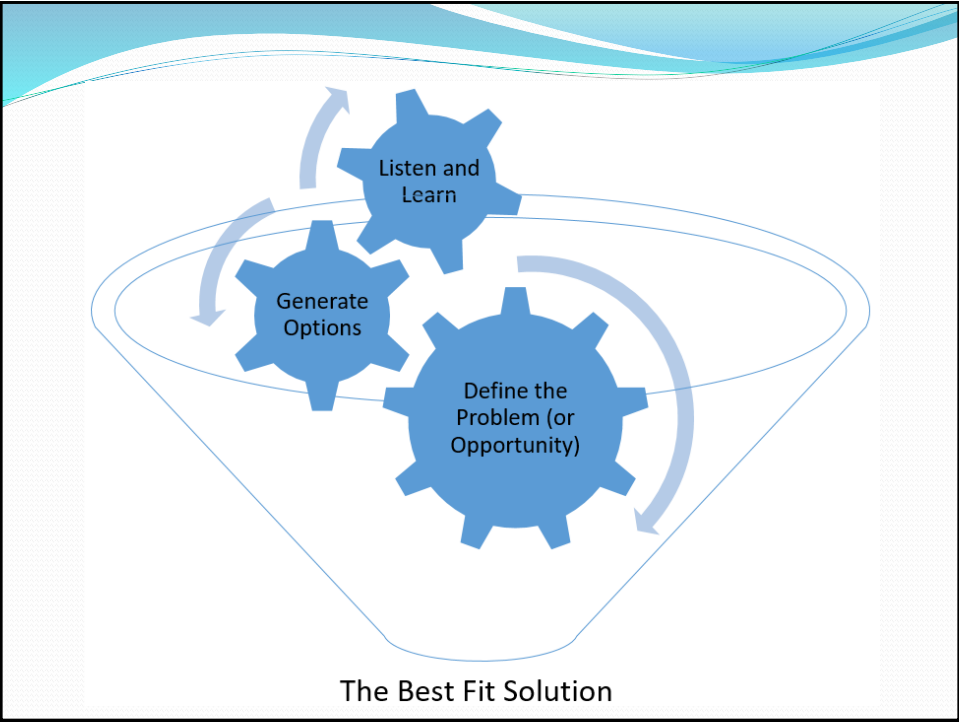 Listen and
Learn
Generate
Options
Define the
Problem (or
Opportunity)
The Best Fit Solution